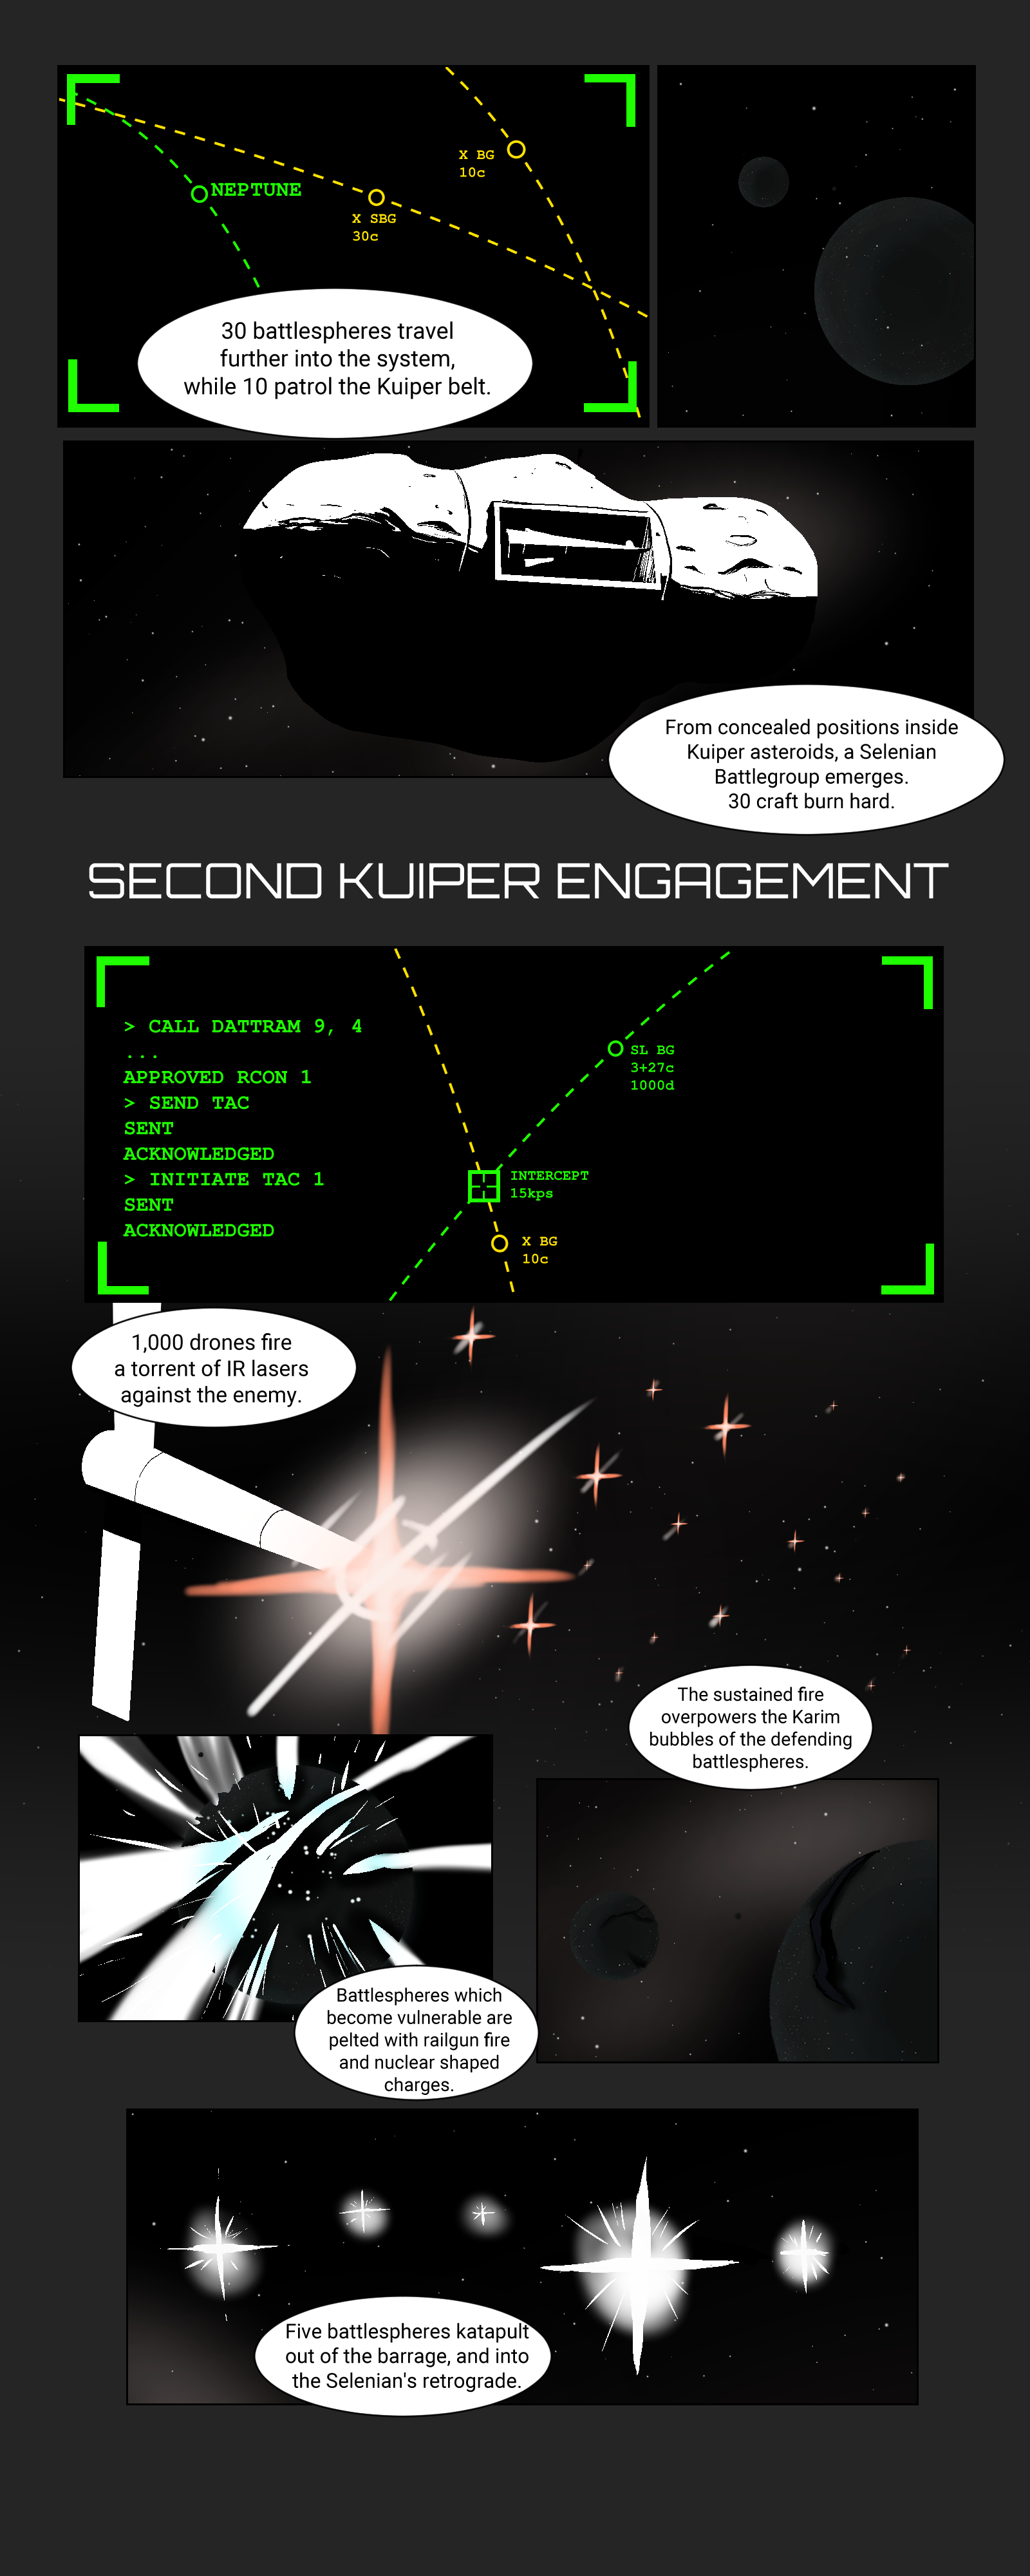 X BG
10c
NEPTUNE
X SBG
30c
30 battlespheres travel
further into the system,
while 10 patrol the Kuiper belt.
From concealed positions inside
Kuiper asteroids, a Selenian
Battlegroup emerges.
30 craft burn hard.
SECOND KUIPER ENGAGEMENT
> CALL DATTRAM 9, 4
...
APPROVED RCON 1
> SEND TAC
SENT
ACKNOWLEDGED
> INITIATE TAC 1
SENT
ACKNOWLEDGED
SL BG
3+27c
1000d
INTERCEPT
15kps
X BG
10c
1,000 drones fire
a torrent of IR lasers
against the enemy.
The sustained fire
overpowers the Karim
bubbles of the defending
battlespheres.
Battlespheres which
become vulnerable are
pelted with railgun fire
and nuclear shaped
charges.
Five battlespheres katapult
out of the barrage, and into
the Selenian's retrograde.